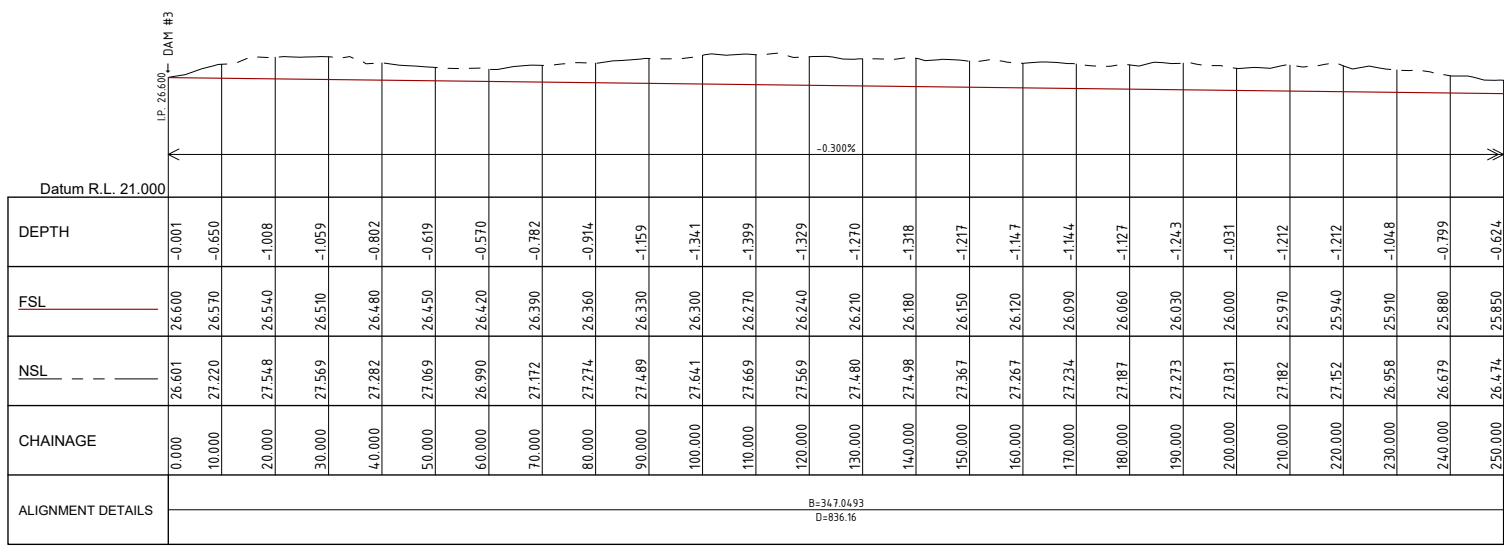 DAM #3
I.P. 26.600
-0.300%
Datum R.L. 21.000
DEPTH -0.001 -0.650 -1.008 -1.059 -0.802 -0.619 -0.570 -0.782 -0.914 -1.159 -1.341 -1.399 -1.329 -1.270 -1.318 -1.217 -1.147 -1.144 -1.127 -1.243 -1.031 -1.212 -1.212 -1.048 -0.799 -0.624
FSL 26.600 26.570 26.540 26.510 26.480 26.450 26.420 26.390 26.360 26.330 26.300 26.270 26.240 26.210 26.180 26.150 26.120 26.090 26.060 26.030 26.000 25.970 25.940 25.910 25.880 25.850
NSL 26.601 27.220 27.548 27.569 27.282 27.069 26.990 27.172 27.274 27.489 27.641 27.669 27.569 27.480 27.498 27.367 27.267 27.234 27.187 27.273 27.031 27.182 27.152 26.958 26.679 26.474
CHAINAGE 0.000 10.000 20.000 30.000 40.000 50.000 60.000 70.000 80.000 90.000 100.000 110.000 120.000 130.000 140.000 150.000 160.000 170.000 180.000 190.000 200.000 210.000 220.000 230.000 240.000 250.000
ALIGNMENT DETAILS
B=347.0493
D=836.16